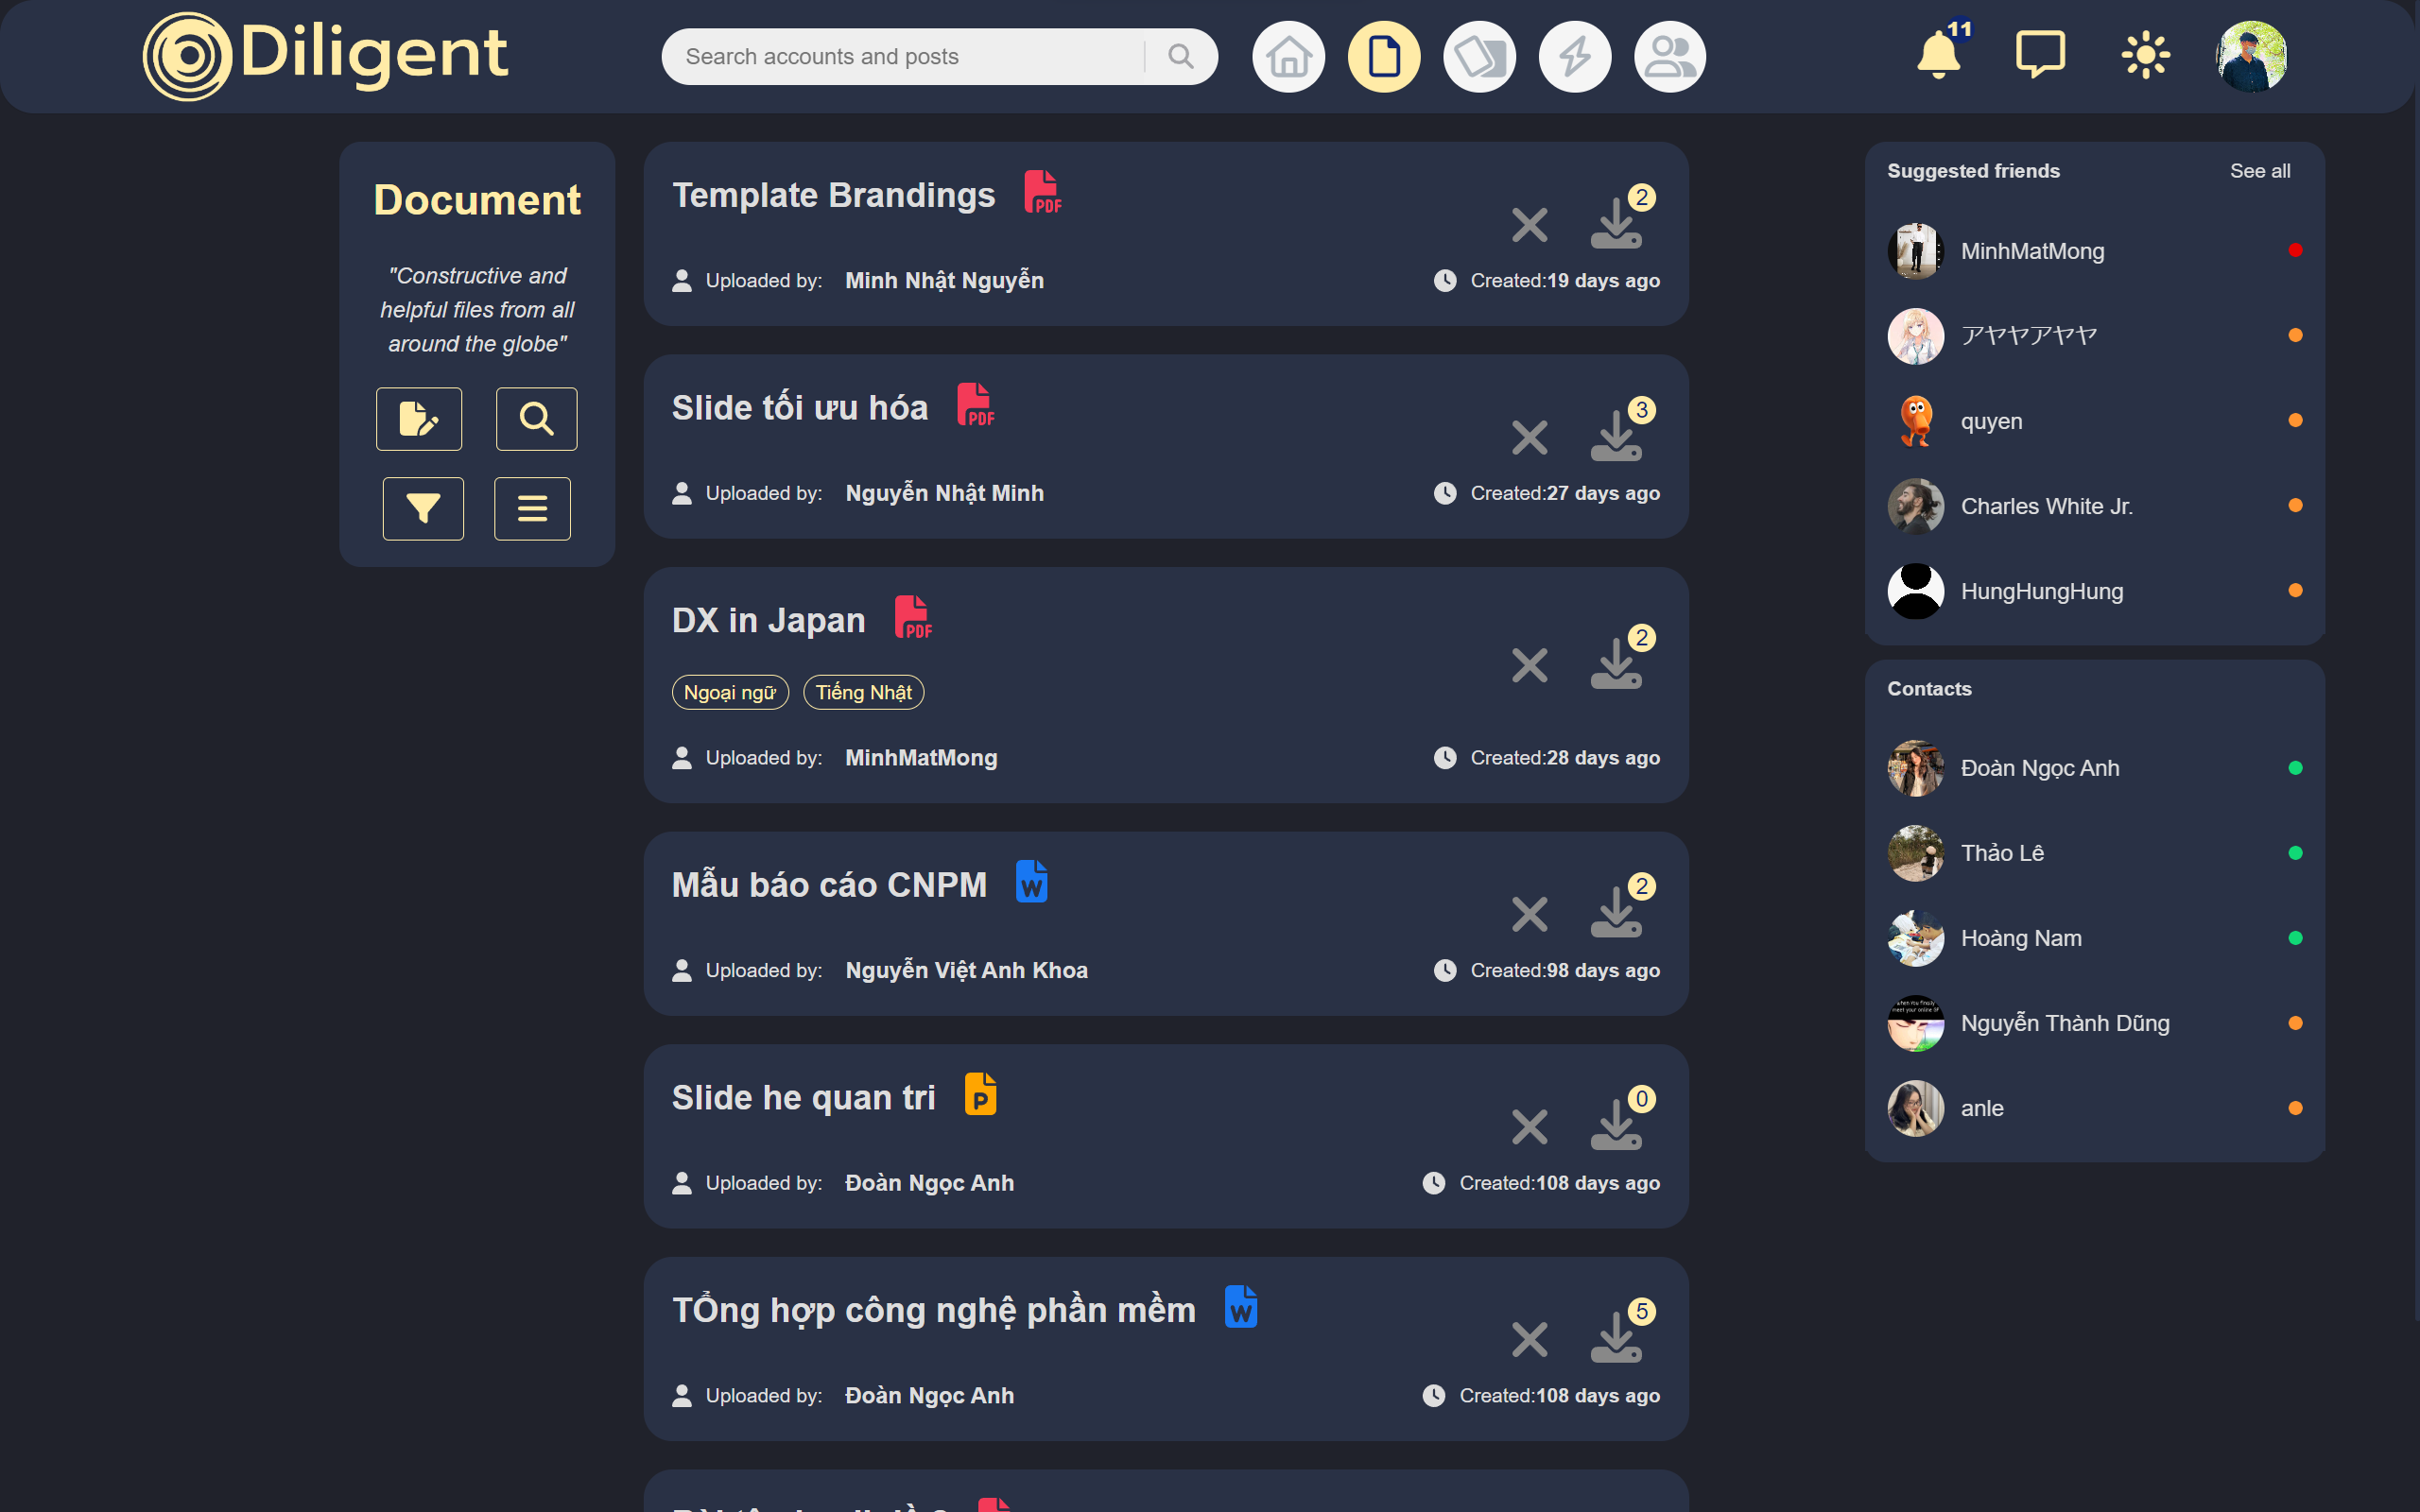 Diligent
Search accounts and posts
11
Document
"Constructive and
helpful files from all
around the globe"
Template Brandings
PDF
2
Uploaded by: Minh Nhật Nguyễn
Created:19 days ago
Slide tối ưu hóa
PDF
3
Uploaded by: Nguyễn Nhật Minh
Created:27 days ago
DX in Japan
PDF
2
Ngoại ngữ
Tiếng Nhật
Uploaded by: MinhMatMong
Created:28 days ago
Mẫu báo cáo CNPM
W
2
Uploaded by: Nguyễn Việt Anh Khoa
Created:98 days ago
Slide he quan tri
P
0
Uploaded by: Đoàn Ngọc Anh
Created:108 days ago
TỔng hợp công nghệ phần mềm
W
5
Uploaded by: Đoàn Ngọc Anh
Created:108 days ago
Suggested friends
See all
MinhMatMong
アヤヤアヤヤ
quyen
Charles White Jr.
HungHungHung
Contacts
Đoàn Ngọc Anh
Thảo Lê
Hoàng Nam
Nguyễn Thành Dũng
anle